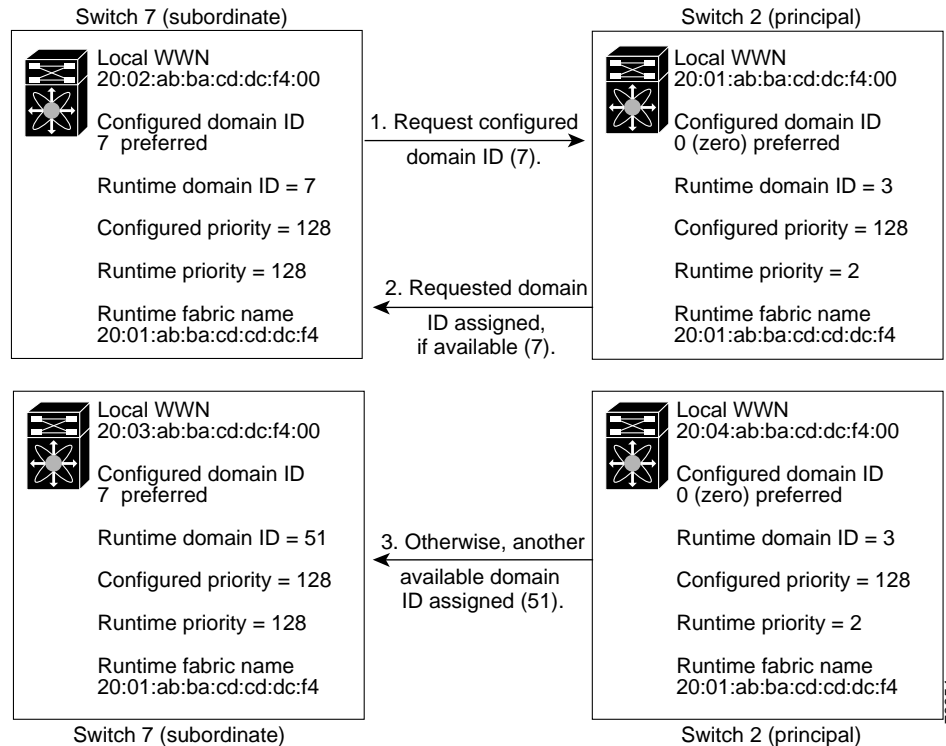 Switch 7 (subordinate)
Local WWN
20:02:ab:ba:cd:dc:f4:00
Configured domain ID
7 preferred
Runtime domain ID = 7
Configured priority = 128
Runtime priority = 128
Runtime fabric name
20:01:ab:ba:cd:cd:dc:f4
1. Request configured
domain ID (7).
2. Requested domain
ID assigned,
if available (7).
Switch 2 (principal)
Local WWN
20:01:ab:ba:cd:dc:f4:00
Configured domain ID
0 (zero) preferred
Runtime domain ID = 3
Configured priority = 128
Runtime priority = 2
Runtime fabric name
20:01:ab:ba:cd:cd:dc:f4
Local WWN
20:03:ab:ba:cd:dc:f4:00
Configured domain ID
7 preferred
Runtime domain ID = 51
Configured priority = 128
Runtime priority = 128
Runtime fabric name
20:01:ab:ba:cd:cd:dc:f4
Switch 7 (subordinate)
3. Otherwise, another
available domain
ID assigned (51).
Local WWN
20:04:ab:ba:cd:dc:f4:00
Configured domain ID
0 (zero) preferred
Runtime domain ID = 3
Configured priority = 128
Runtime priority = 2
Runtime fabric name
20:01:ab:ba:cd:cd:dc:f4
Switch 2 (principal)